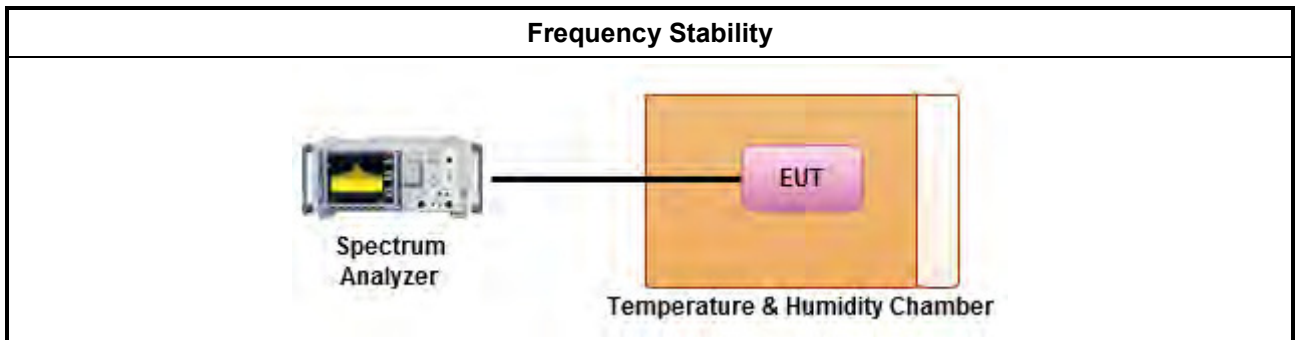 Frequency Stability
EUT
Spectrum
Analyzer
Temperature & Humidity Chamber